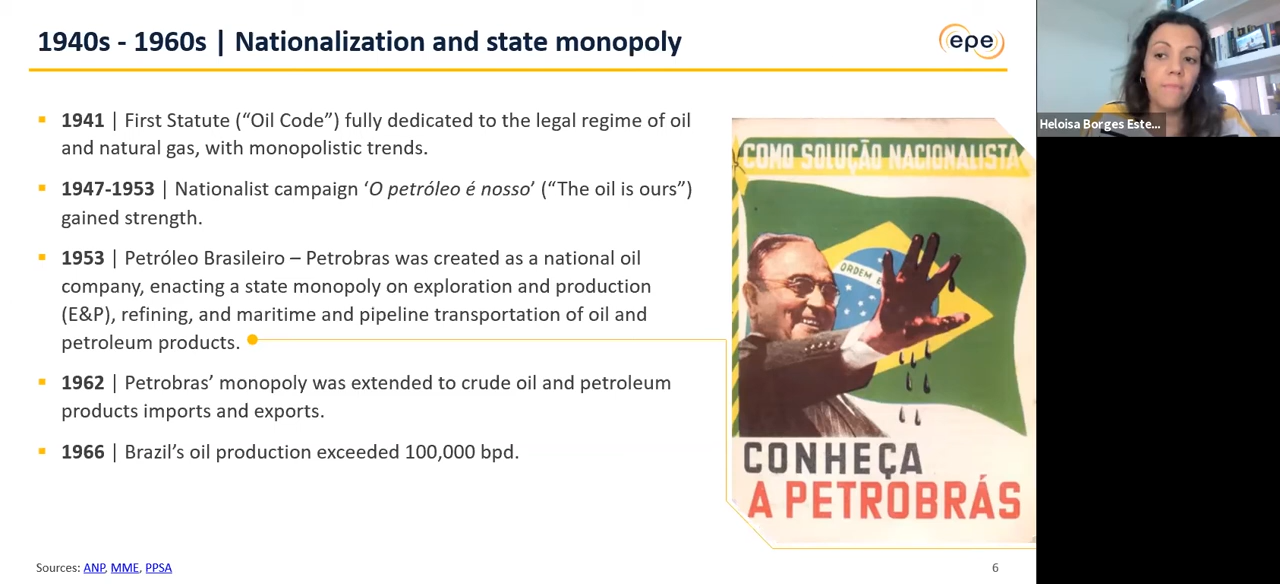 1940s - 1960s | Nationalization and state monopoly
epe
1941 | First Statute (“Oil Code”) fully dedicated to the legal regime of oil
and natural gas, with monopolistic trends.
1947-1953 | Nationalist campaign ‘O petróleo é nosso’ (“The oil is ours”)
gained strength.
1953 | Petróleo Brasileiro – Petrobras was created as a national oil
company, enacting a state monopoly on exploration and production
(E&P), refining, and maritime and pipeline transportation of oil and
petroleum products.
1962 | Petrobras’ monopoly was extended to crude oil and petroleum
products imports and exports.
1966 | Brazil’s oil production exceeded 100,000 bpd.
COMO SOLUÇÃO NACIONALISTA
ORDEM E
CONHEÇA
A PETROBRÁS
Sources: ANP, MME, PPSA
6
Heloisa Borges Este...